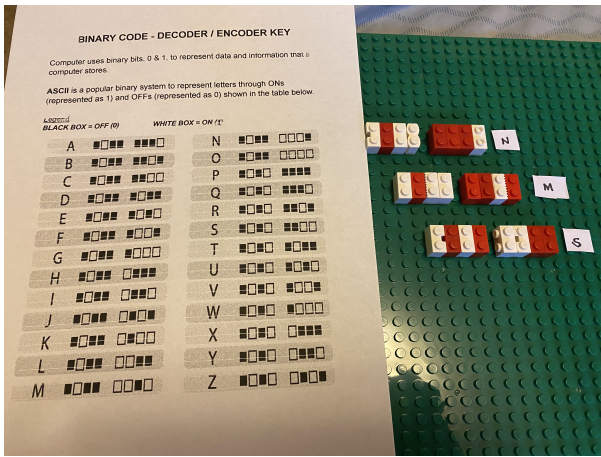 BINARY CODE - DECODER / ENCODER KEY
Computer uses binary bits, 0 & 1, to represent data and information that
computer stores.
ASCII is a popular binary system to represent letters through ONs
(represented as 1) and OFFs (represented as 0) shown in the table below.
Legend
BLACK BOX = OFF (0) WHITE BOX = ON (1)
A
B
C
D
E
F
G
H
I
J
K
L
M
N
O
P
Q
R
S
T
U
V
W
X
Y
Z
N
M
S